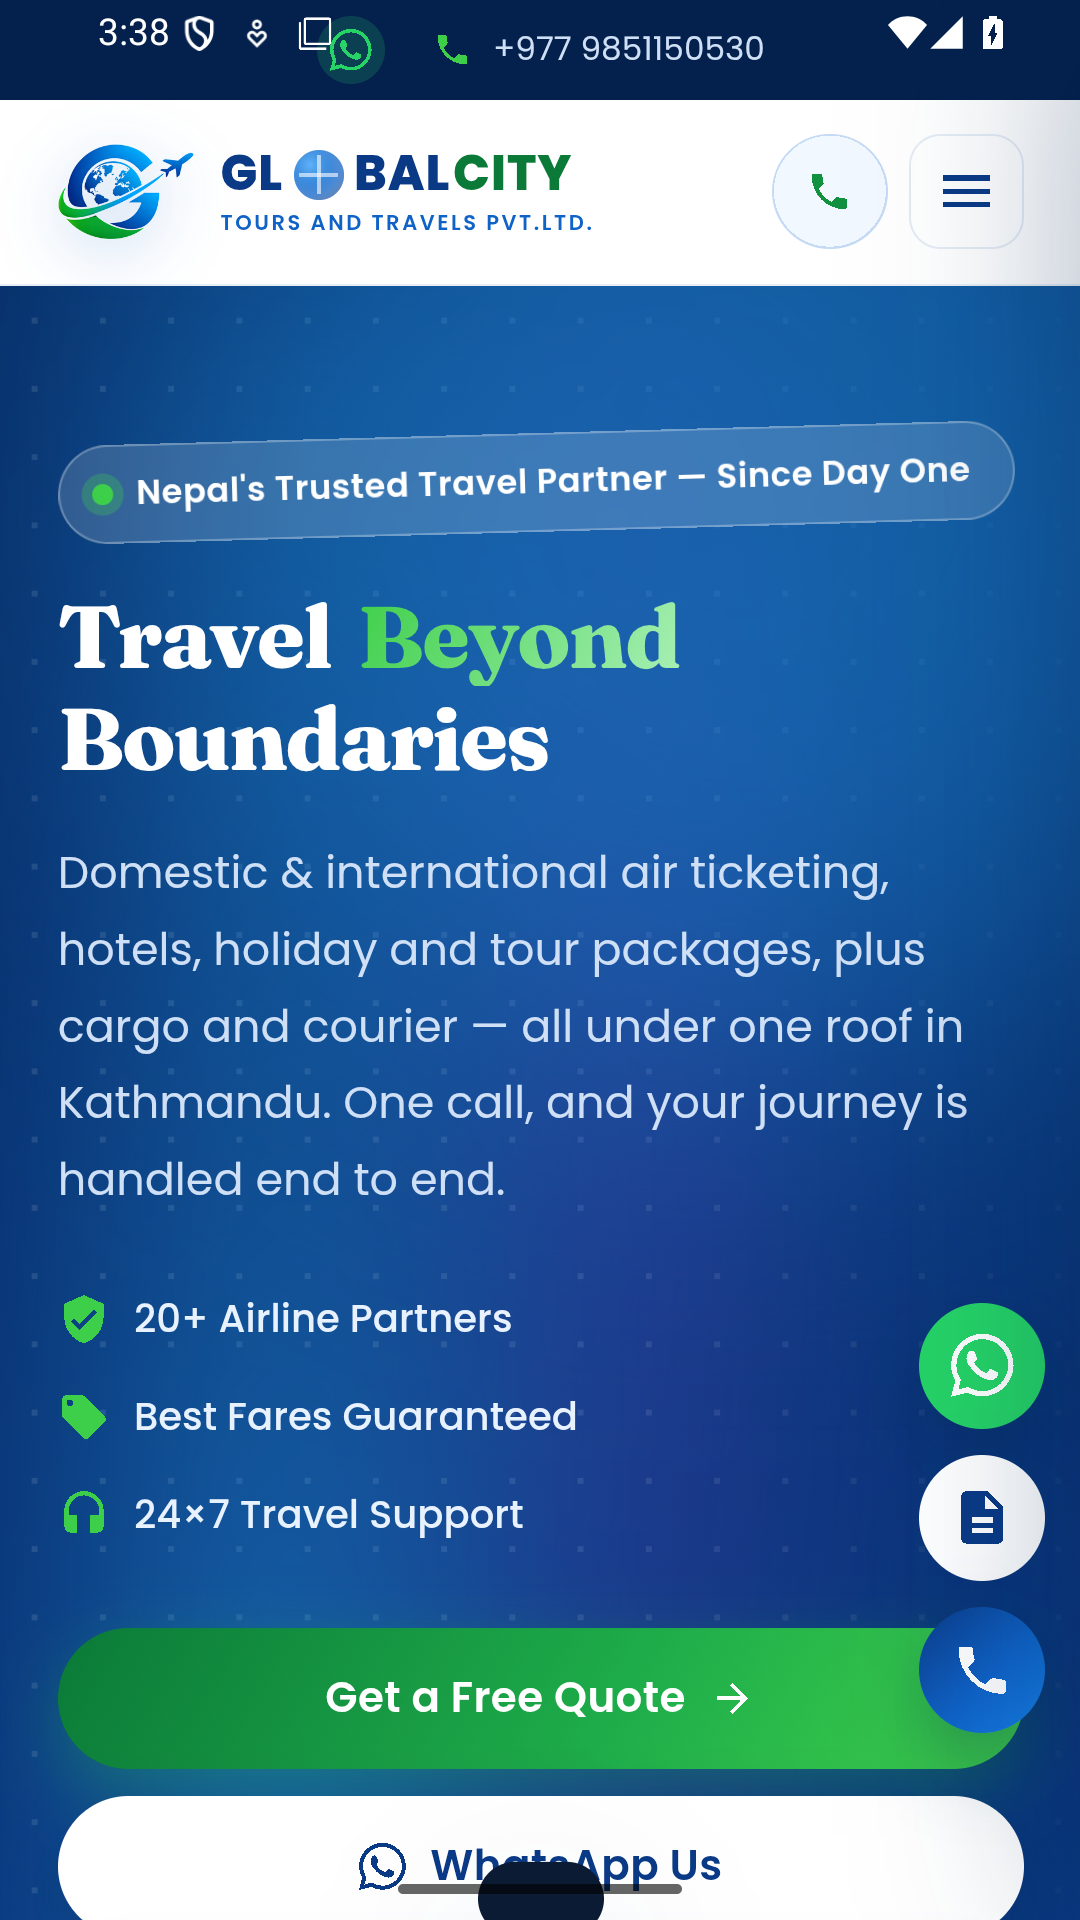 3:38
+977 9851150530
GL BALCITY
TOURS AND TRAVELS PVT.LTD.
Nepal's Trusted Travel Partner — Since Day One
Travel Beyond
Boundaries
Domestic & international air ticketing,
hotels, holiday and tour packages, plus
cargo and courier — all under one roof in
Kathmandu. One call, and your journey is
handled end to end.
20+ Airline Partners
Best Fares Guaranteed
24×7 Travel Support
Get a Free Quote
WhatsApp Us